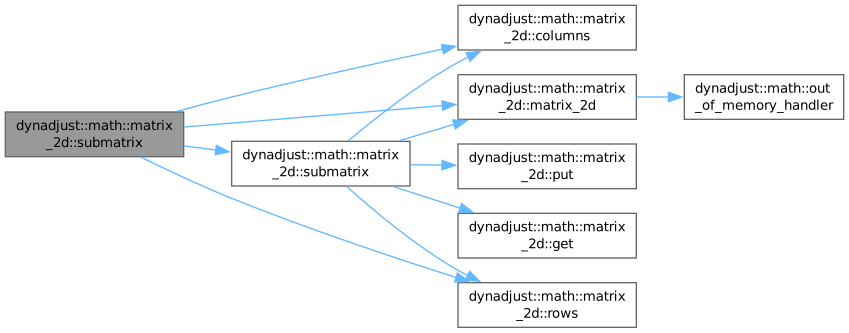 dynadjust::math::matrix
_2d::submatrix
dynadjust::math::matrix
_2d::submatrix
dynadjust::math::matrix
_2d::columns
dynadjust::math::matrix
_2d::matrix_2d
dynadjust::math::matrix
_2d::put
dynadjust::math::matrix
_2d::get
dynadjust::math::matrix
_2d::rows
dynadjust::math::out
_of_memory_handler